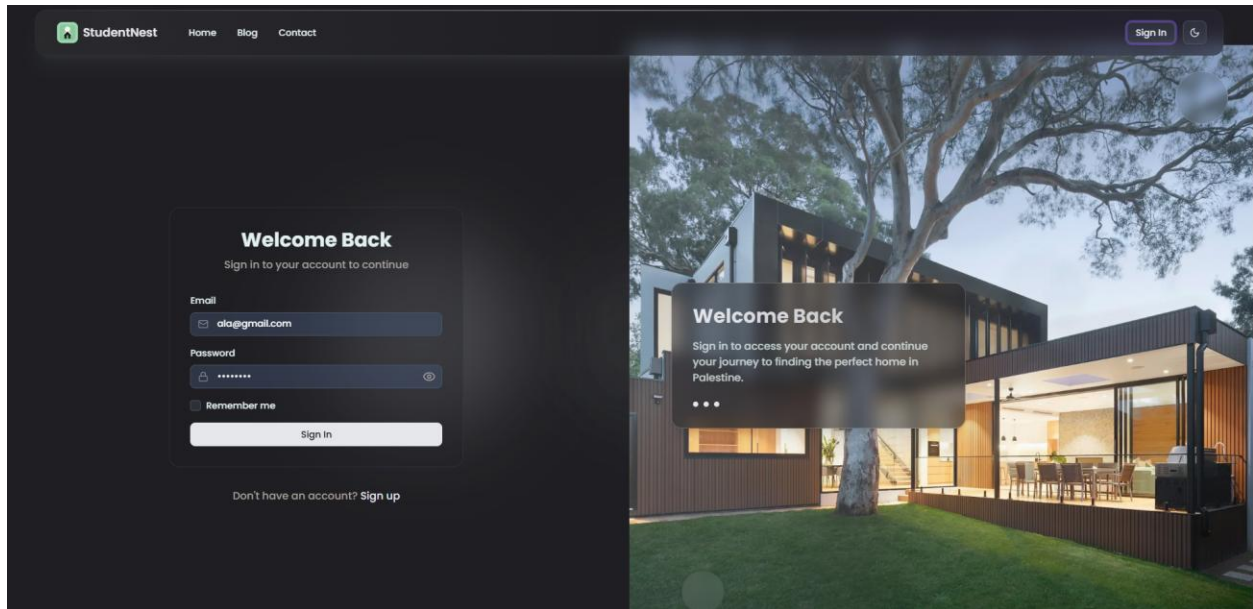 StudentNest
Home
Blog
Contact
Sign In
Welcome Back
Sign in to your account to continue
Email
ala@gmail.com
Password
••••••••
Remember me
Sign In
Don't have an account? Sign up
Welcome Back
Sign in to access your account and continue
your journey to finding the perfect home in
Palestine.